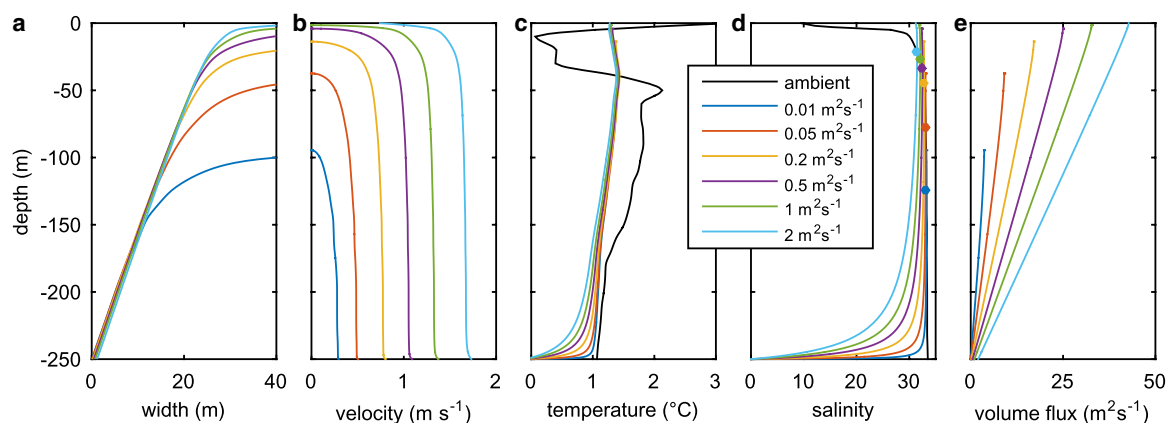 a b c d e
0
-50
-100
-150
-200
-250
depth (m)
0 20 40
width (m)
0 1 2
velocity (m s⁻¹)
0 1 2 3
temperature (°C)
0 10 20 30
salinity
0 25 50
volume flux (m²s⁻¹)
ambient
0.01 m²s⁻¹
0.05 m²s⁻¹
0.2 m²s⁻¹
0.5 m²s⁻¹
1 m²s⁻¹
2 m²s⁻¹